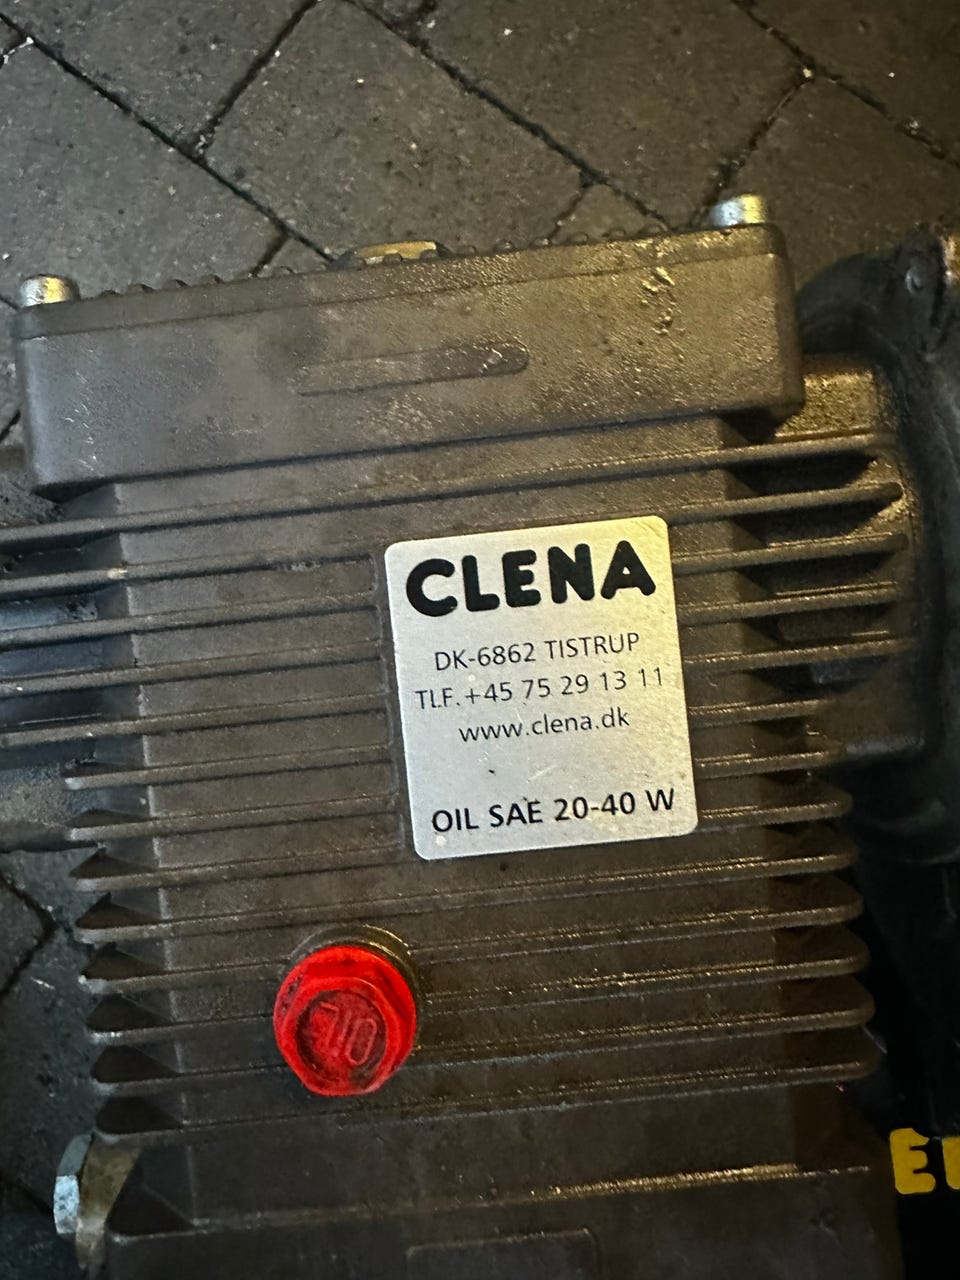 CLENA
DK-6862 TISTRUP
TLF. +45 75 29 13 11
www.clena.dk
OIL SAE 20-40 W
OIL